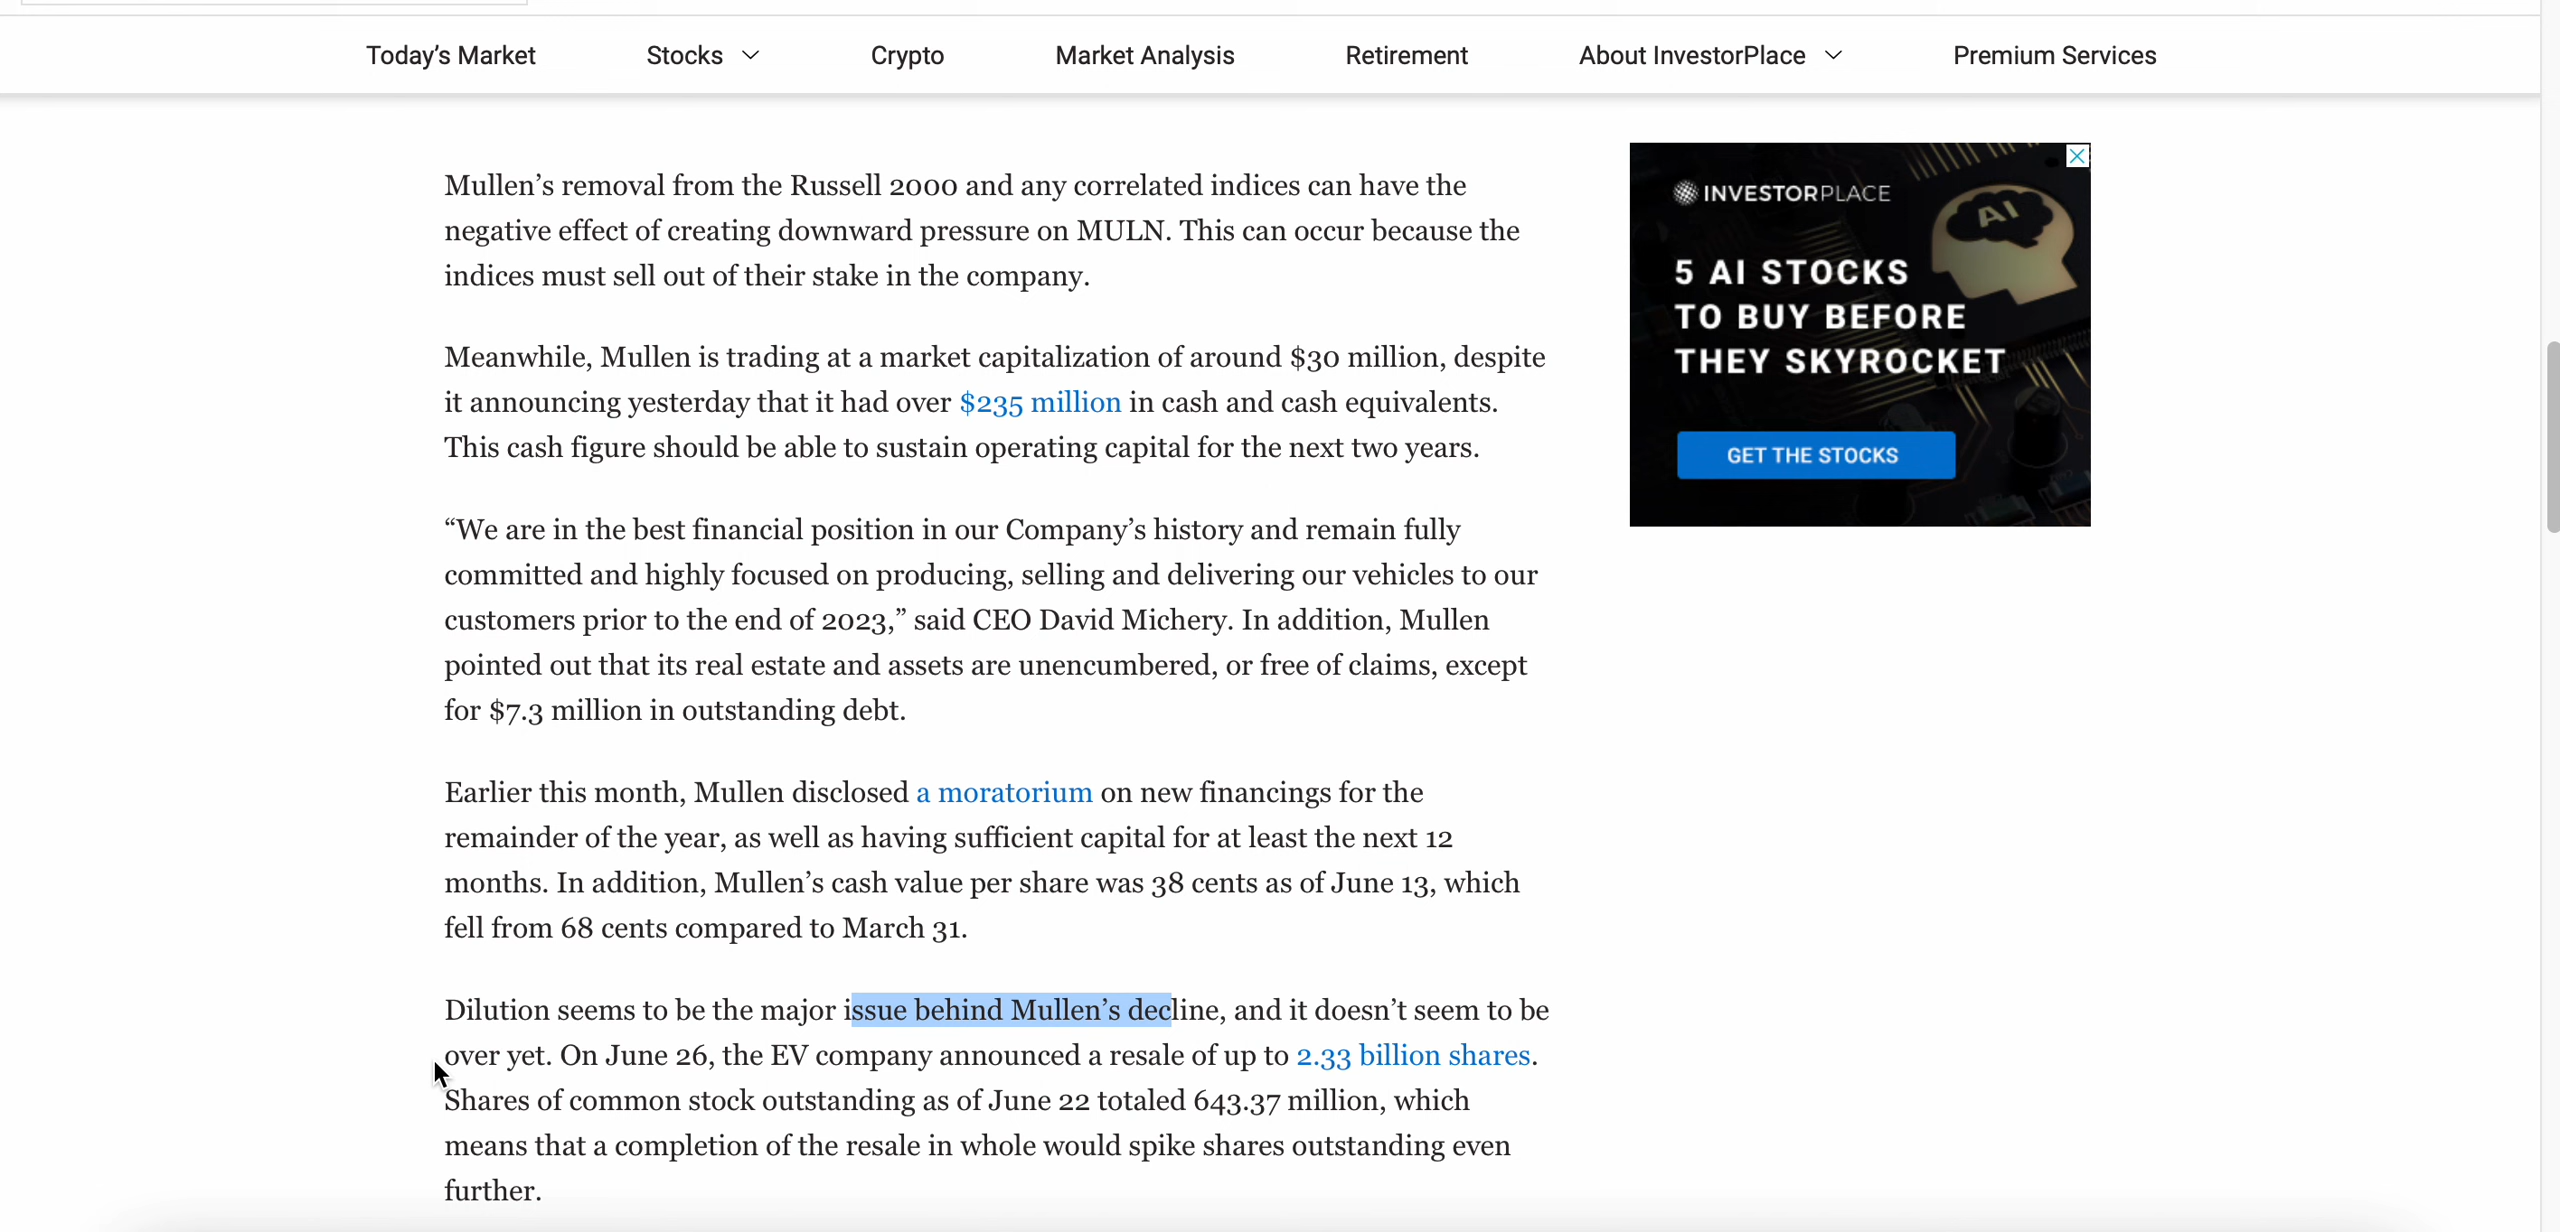 Today’s Market Stocks Crypto Market Analysis Retirement About InvestorPlace Premium Services
Mullen’s removal from the Russell 2000 and any correlated indices can have the
negative effect of creating downward pressure on MULN. This can occur because the
indices must sell out of their stake in the company.
Meanwhile, Mullen is trading at a market capitalization of around $30 million, despite
it announcing yesterday that it had over $235 million in cash and cash equivalents.
This cash figure should be able to sustain operating capital for the next two years.
“We are in the best financial position in our Company’s history and remain fully
committed and highly focused on producing, selling and delivering our vehicles to our
customers prior to the end of 2023,” said CEO David Michery. In addition, Mullen
pointed out that its real estate and assets are unencumbered, or free of claims, except
for $7.3 million in outstanding debt.
Earlier this month, Mullen disclosed a moratorium on new financings for the
remainder of the year, as well as having sufficient capital for at least the next 12
months. In addition, Mullen’s cash value per share was 38 cents as of June 13, which
fell from 68 cents compared to March 31.
Dilution seems to be the major issue behind Mullen’s decline, and it doesn’t seem to be
over yet. On June 26, the EV company announced a resale of up to 2.33 billion shares.
Shares of common stock outstanding as of June 22 totaled 643.37 million, which
means that a completion of the resale in whole would spike shares outstanding even
further.
INVESTORPLACE
AI
5 AI STOCKS
TO BUY BEFORE
THEY SKYROCKET
GET THE STOCKS